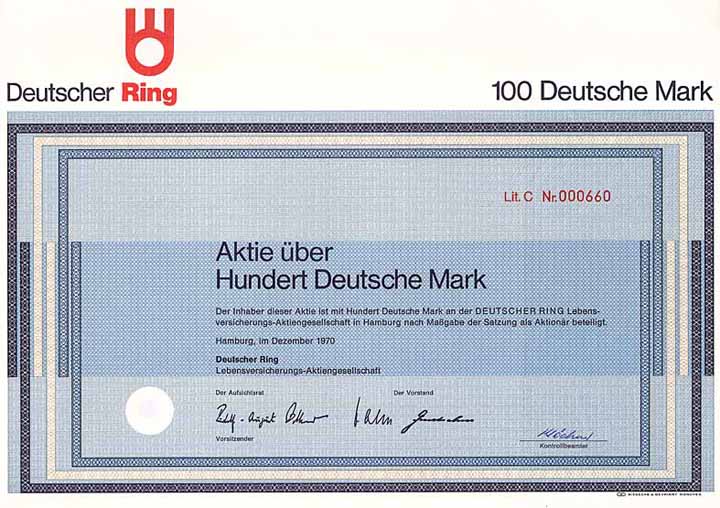 Deutscher Ring
100 Deutsche Mark
Lit. C Nr. 000660
Aktie über
Hundert Deutsche Mark
Der Inhaber dieser Aktie ist mit Hundert Deutsche Mark an der DEUTSCHER RING Lebens-
versicherungs-Aktiengesellschaft in Hamburg nach Maßgabe der Satzung als Aktionär beteiligt.
Hamburg, im Dezember 1970
Deutscher Ring
Lebensversicherungs-Aktiengesellschaft
Der Aufsichtsrat
Der Vorstand
Vorsitzender
Kontrollbeamter